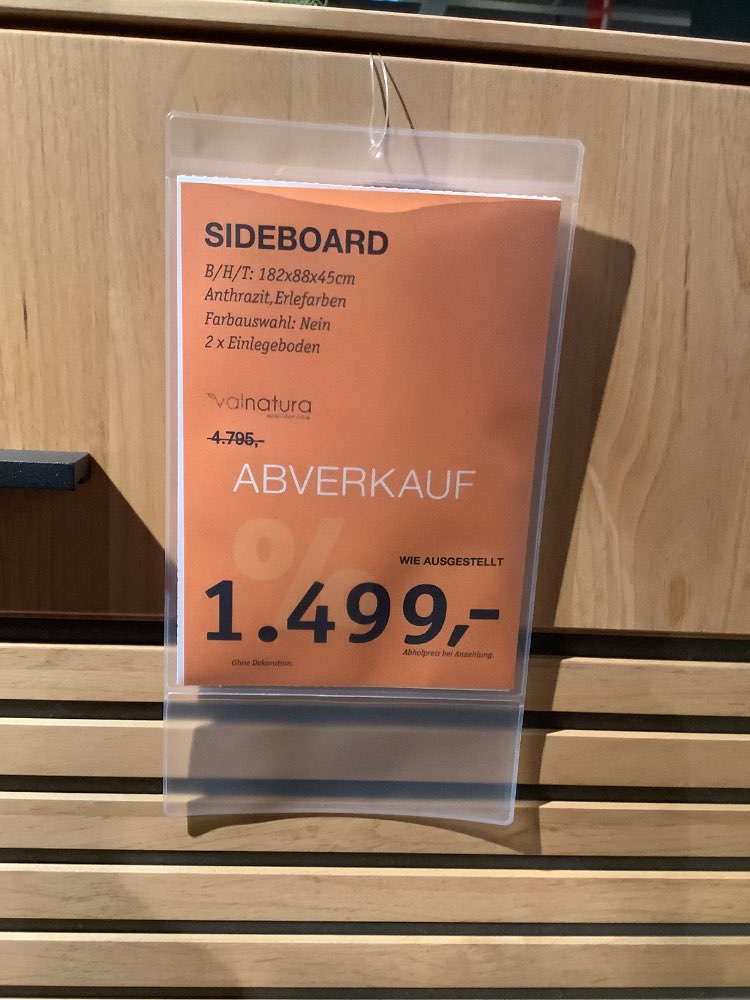 SIDEBOARD
B/H/T: 182x88x45cm
Anthrazit,Erlefarben
Farbauswahl: Nein
2 x Einlegeboden
valnatura
4.795,-
ABVERKAUF
%
WIE AUSGESTELLT
1.499,-
Abholpreis bei Anzahlung.
Ohne Dekoration.